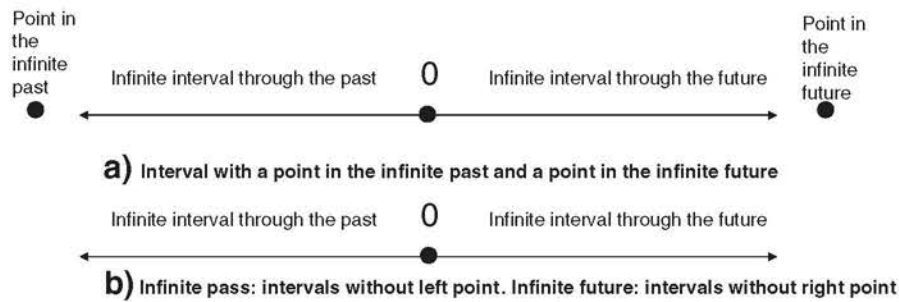 Point in
the
infinite
past
Infinite interval through the past
0
Infinite interval through the future
Point in
the
infinite
future
a) Interval with a point in the infinite past and a point in the infinite future
Infinite interval through the past
0
Infinite interval through the future
b) Infinite pass: intervals without left point. Infinite future: intervals without right point